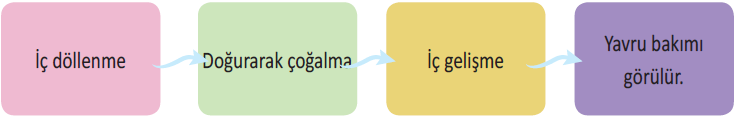 İç döllenme
Doğurarak çoğalma
İç gelişme
Yavru bakımı
görülür.